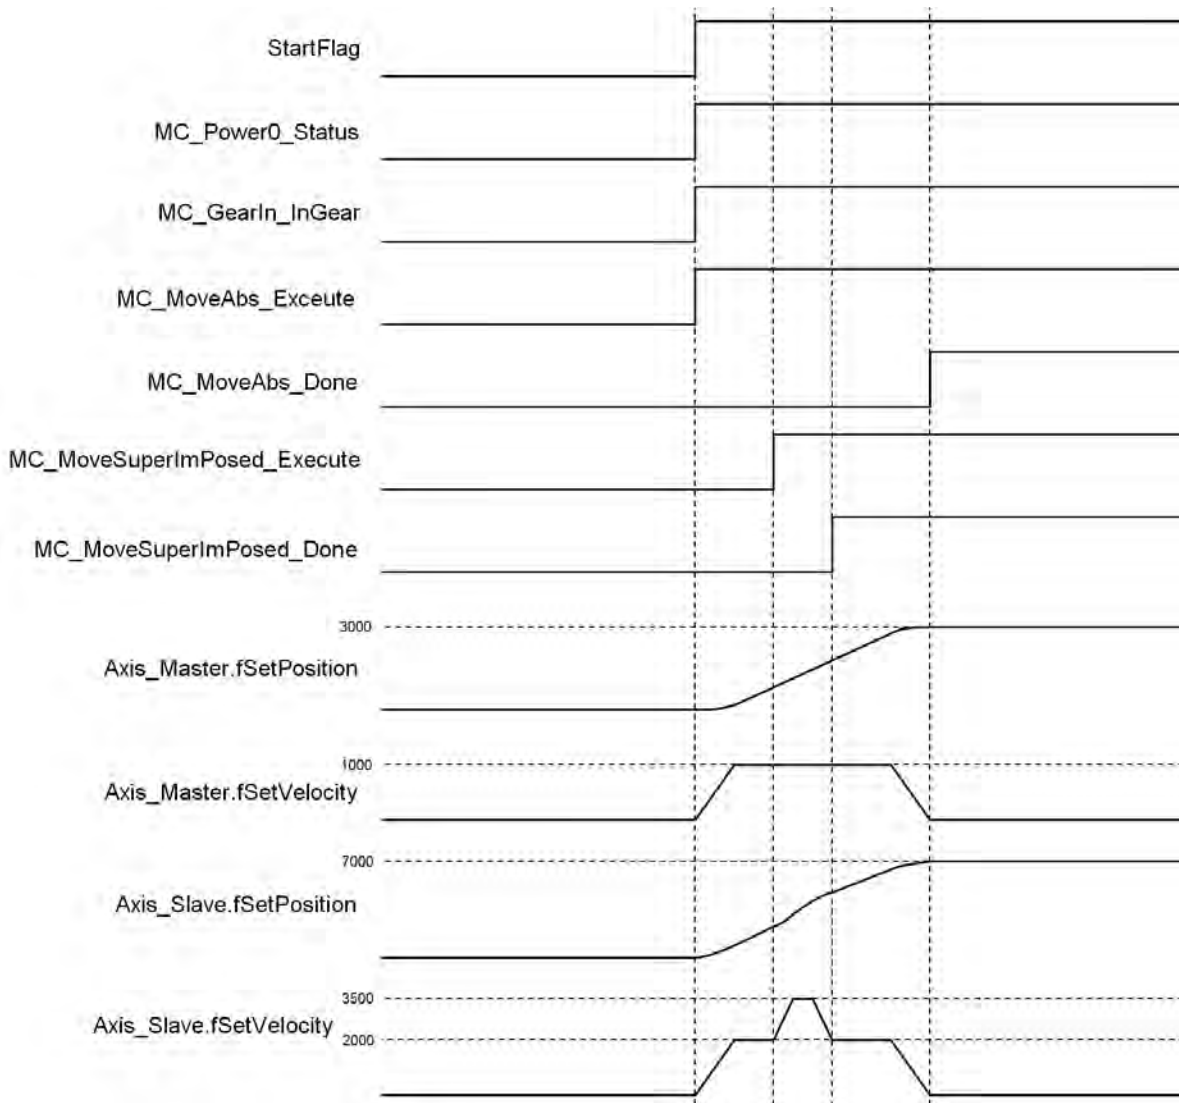 StartFlag
MC_Power0_Status
MC_GearIn_InGear
MC_MoveAbs_Exceute
MC_MoveAbs_Done
MC_MoveSuperImPosed_Execute
MC_MoveSuperImPosed_Done
3000
Axis_Master.fSetPosition
1000
Axis_Master.fSetVelocity
7000
Axis_Slave.fSetPosition
3500
Axis_Slave.fSetVelocity
2000